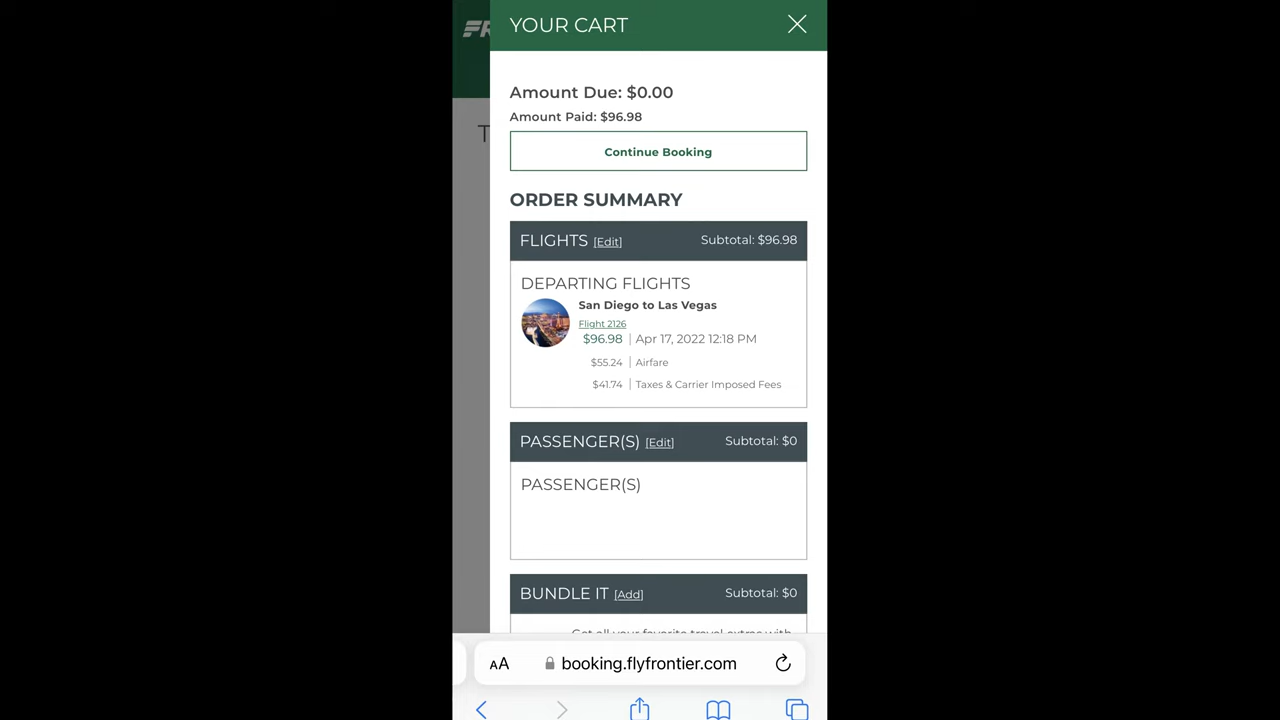 YOUR CART
FR
T
Amount Due: $0.00
Amount Paid: $96.98
Continue Booking
ORDER SUMMARY
FLIGHTS [Edit] Subtotal: $96.98
DEPARTING FLIGHTS
San Diego to Las Vegas
Flight 2126
$96.98 | Apr 17, 2022 12:18 PM
$55.24 | Airfare
$41.74 | Taxes & Carrier Imposed Fees
PASSENGER(S) [Edit] Subtotal: $0
PASSENGER(S)
BUNDLE IT [Add] Subtotal: $0
Get all your favorite travel extras with
AA booking.flyfrontier.com